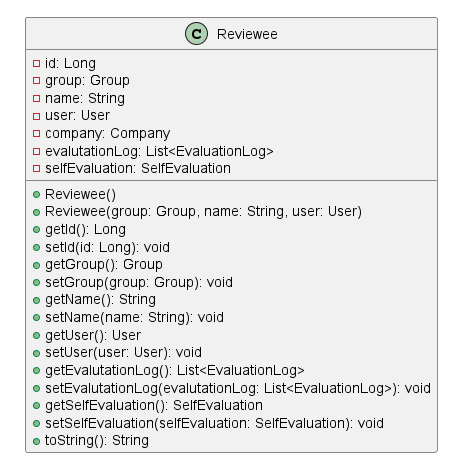 C Reviewee
id: Long
group: Group
name: String
user: User
company: Company
evalutationLog: List<EvaluationLog>
selfEvaluation: SelfEvaluation
Reviewee()
Reviewee(group: Group, name: String, user: User)
getId(): Long
setId(id: Long): void
getGroup(): Group
setGroup(group: Group): void
getName(): String
setName(name: String): void
getUser(): User
setUser(user: User): void
getEvalutationLog(): List<EvaluationLog>
setEvalutationLog(evalutationLog: List<EvaluationLog>): void
getSelfEvaluation(): SelfEvaluation
setSelfEvaluation(selfEvaluation: SelfEvaluation): void
toString(): String